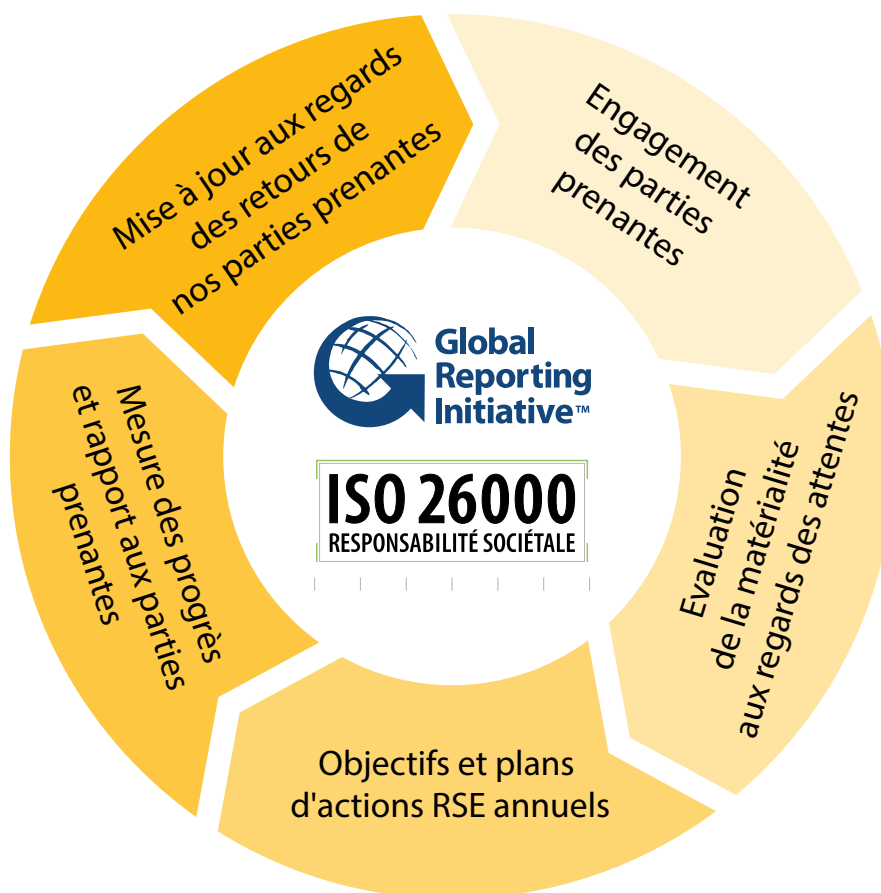 Engagement
des parties
prenantes
Evaluation
de la matérialité
aux regards des attentes
Objectifs et plans
d'actions RSE annuels
Mesure des progrès
et rapport aux parties
prenantes
Mise à jour aux regards
des retours de
nos parties prenantes
Global
Reporting
Initiative™
ISO 26000
RESPONSABILITÉ SOCIÉTALE